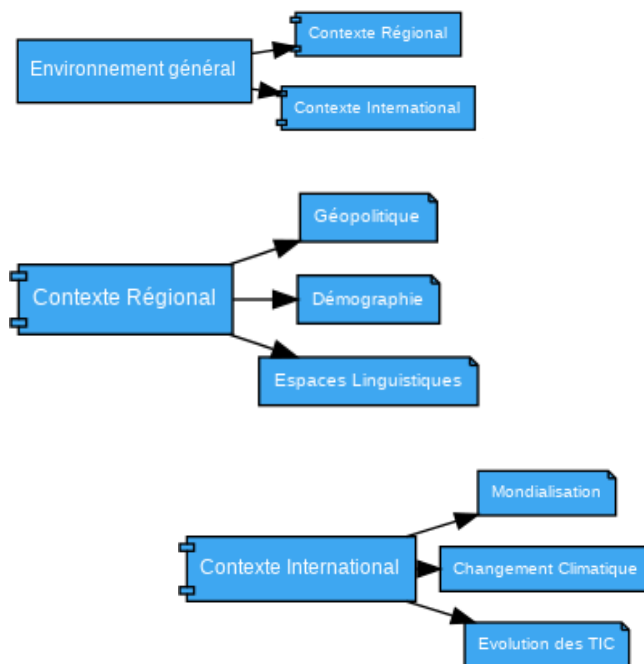 Contexte Régional
Environnement général
Contexte International
Géopolitique
Contexte Régional
Démographie
Espaces Linguistiques
Mondialisation
Contexte International
Changement Climatique
Evolution des TIC